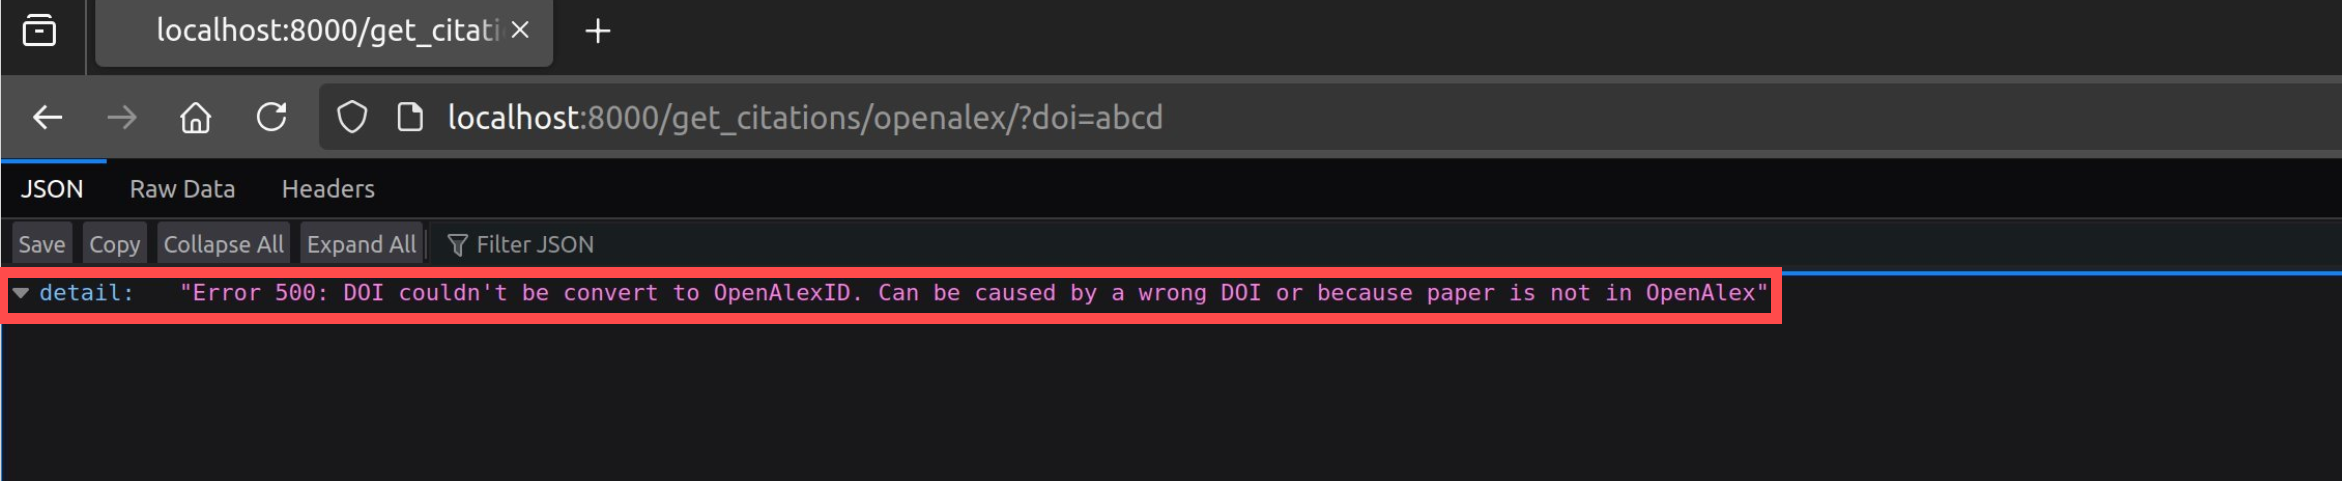 localhost:8000/get_citati
localhost:8000/get_citations/openalex/?doi=abcd
JSON Raw Data Headers
Save Copy Collapse All Expand All Filter JSON
detail: "Error 500: DOI couldn't be convert to OpenAlexID. Can be caused by a wrong DOI or because paper is not in OpenAlex"